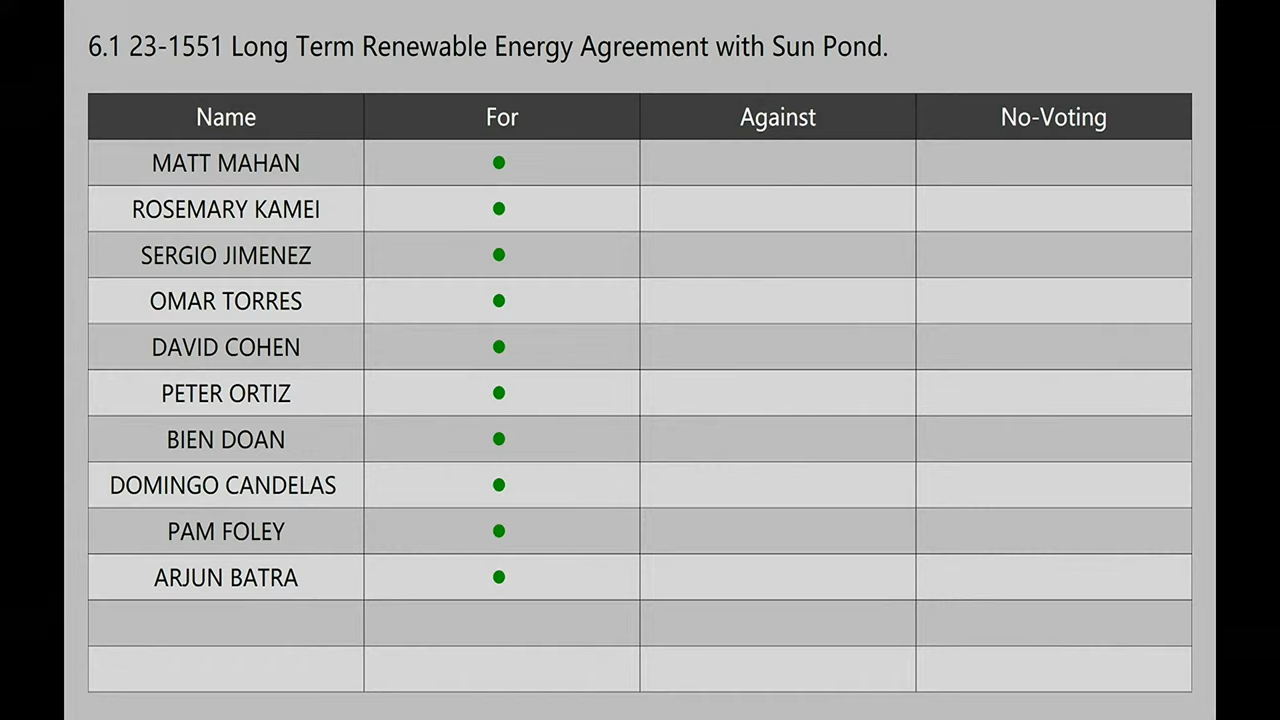 6.1 23-1551 Long Term Renewable Energy Agreement with Sun Pond.
Name For Against No-Voting
MATT MAHAN
ROSEMARY KAMEI
SERGIO JIMENEZ
OMAR TORRES
DAVID COHEN
PETER ORTIZ
BIEN DOAN
DOMINGO CANDELAS
PAM FOLEY
ARJUN BATRA